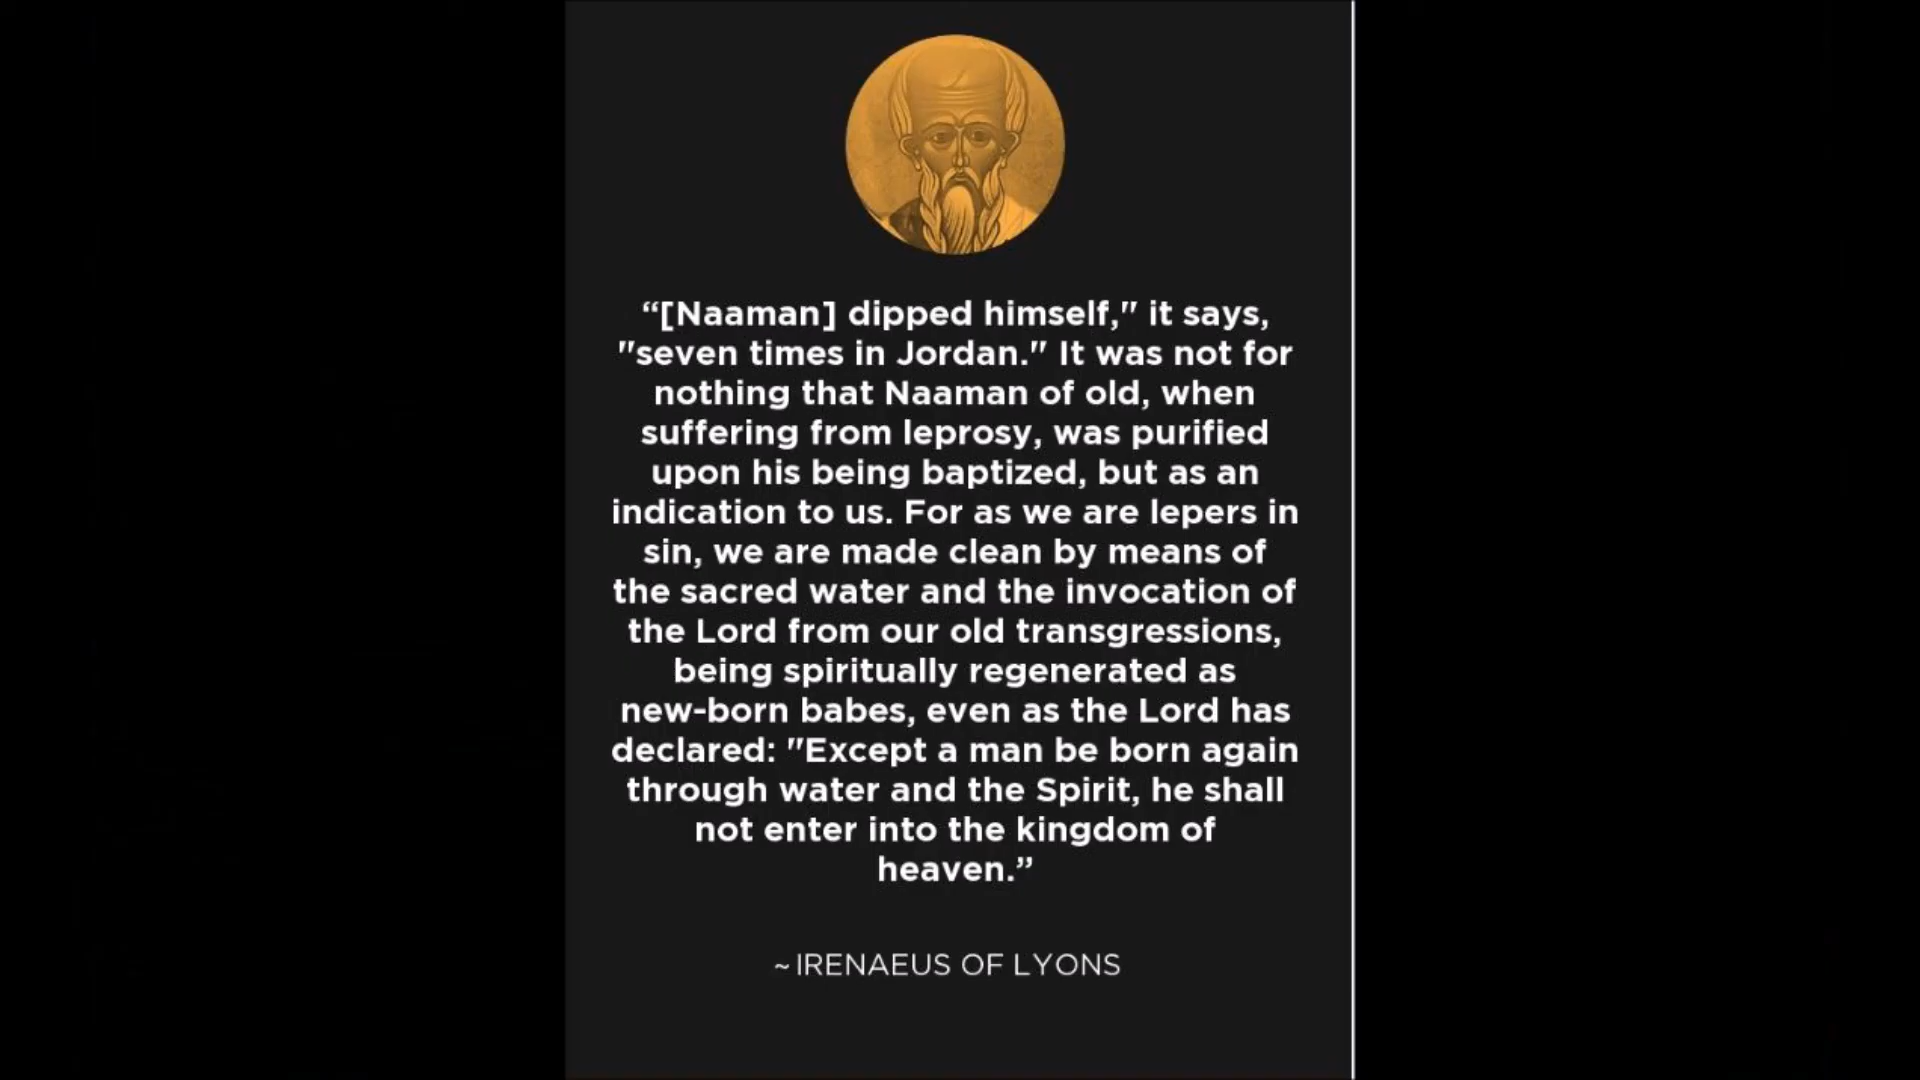 “[Naaman] dipped himself," it says,
"seven times in Jordan." It was not for
nothing that Naaman of old, when
suffering from leprosy, was purified
upon his being baptized, but as an
indication to us. For as we are lepers in
sin, we are made clean by means of
the sacred water and the invocation of
the Lord from our old transgressions,
being spiritually regenerated as
new-born babes, even as the Lord has
declared: "Except a man be born again
through water and the Spirit, he shall
not enter into the kingdom of
heaven.”
~ IRENAEUS OF LYONS